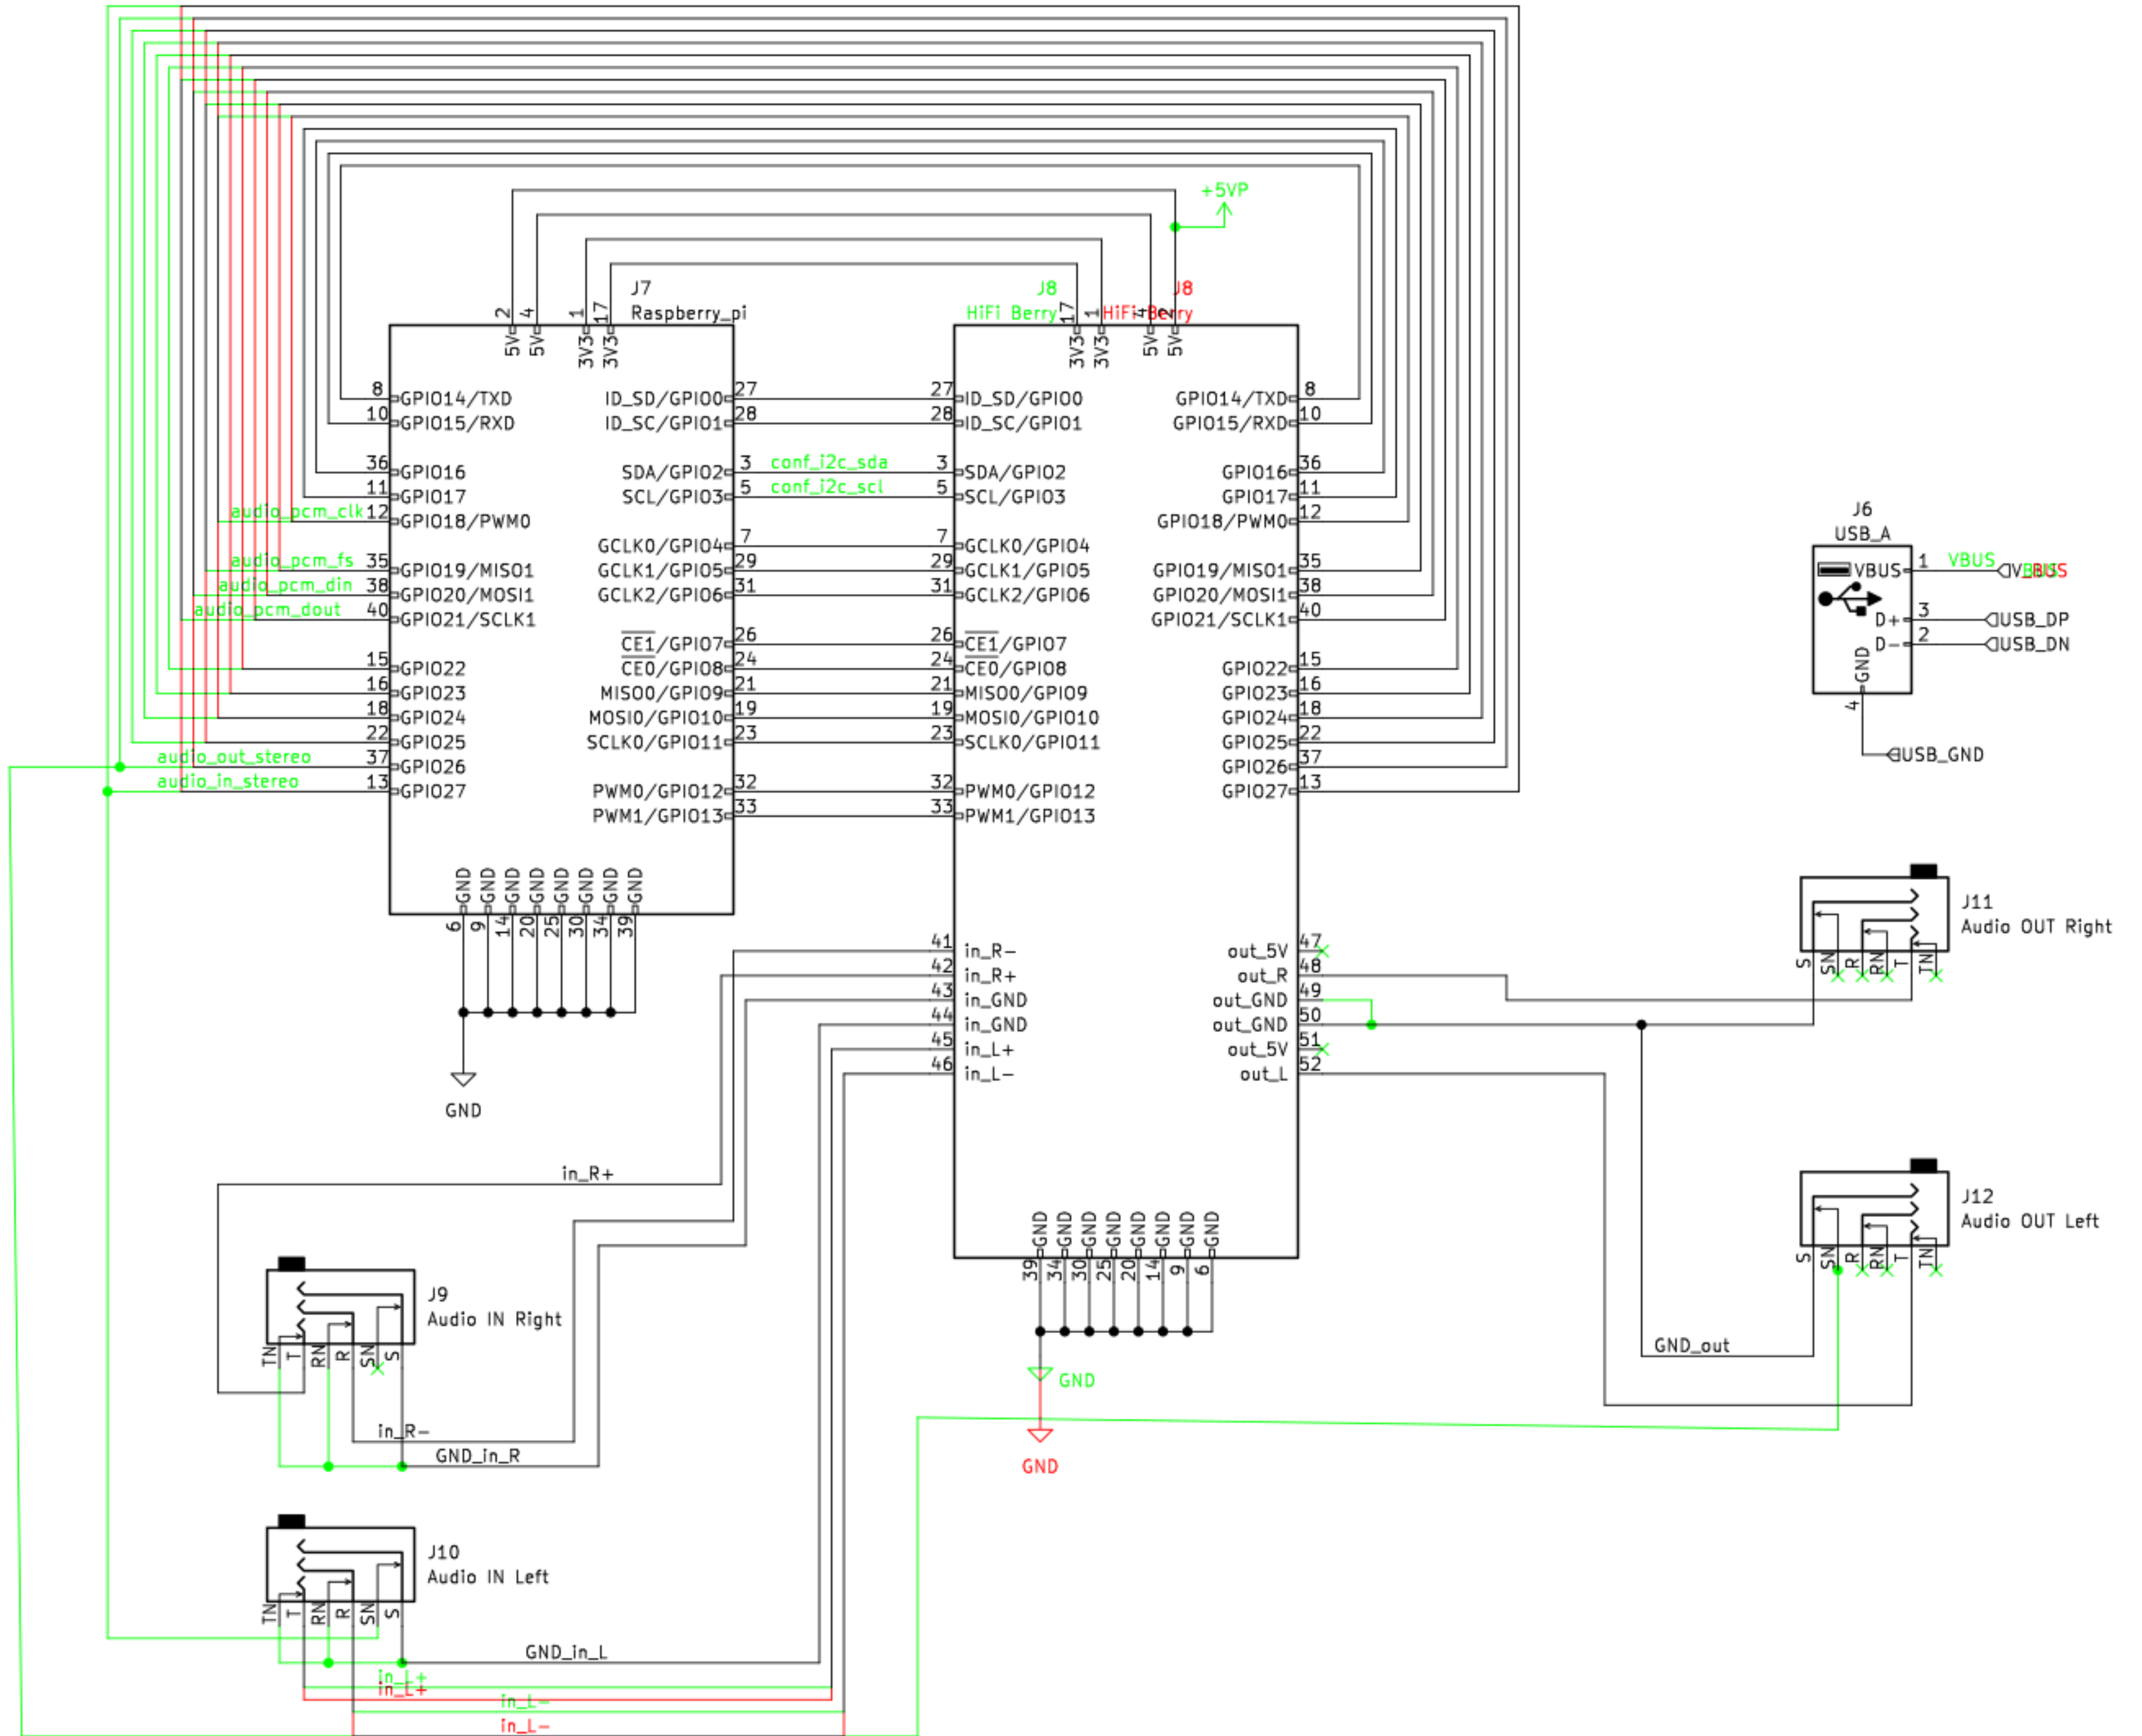 +5VP
J7
Raspberry_pi
J8
HiFi Berry
J8
HiFi Berry
2
4
1
17
17
1
4
2
5V
5V
3V3
3V3
3V3
3V3
5V
5V
8 GPIO14/TXD
10 GPIO15/RXD
36 GPIO16
11 GPIO17
audio_pcm_clk 12 GPIO18/PWM0
audio_pcm_fs 35 GPIO19/MISO1
audio_pcm_din 38 GPIO20/MOSI1
audio_pcm_dout 40 GPIO21/SCLK1
15 GPIO22
16 GPIO23
18 GPIO24
22 GPIO25
audio_out_stereo 37 GPIO26
audio_in_stereo 13 GPIO27
ID_SD/GPIO0 27
ID_SC/GPIO1 28
SDA/GPIO2 3 conf_i2c_sda
SCL/GPIO3 5 conf_i2c_scl
GCLK0/GPIO4 7
GCLK1/GPIO5 29
GCLK2/GPIO6 31
CE1/GPIO7 26
CE0/GPIO8 24
MISO0/GPIO9 21
MOSI0/GPIO10 19
SCLK0/GPIO11 23
PWM0/GPIO12 32
PWM1/GPIO13 33
GND GND GND GND GND GND GND GND
6 9 14 20 25 30 34 39
GND
27 ID_SD/GPIO0
28 ID_SC/GPIO1
3 SDA/GPIO2
5 SCL/GPIO3
7 GCLK0/GPIO4
29 GCLK1/GPIO5
31 GCLK2/GPIO6
26 CE1/GPIO7
24 CE0/GPIO8
21 MISO0/GPIO9
19 MOSI0/GPIO10
23 SCLK0/GPIO11
32 PWM0/GPIO12
33 PWM1/GPIO13
GPIO14/TXD 8
GPIO15/RXD 10
GPIO16 36
GPIO17 11
GPIO18/PWM0 12
GPIO19/MISO1 35
GPIO20/MOSI1 38
GPIO21/SCLK1 40
GPIO22 15
GPIO23 16
GPIO24 18
GPIO25 22
GPIO26 37
GPIO27 13
41 in_R-
42 in_R+
43 in_GND
44 in_GND
45 in_L+
46 in_L-
out_5V 47
out_R 48
out_GND 49
out_GND 50
out_5V 51
out_L 52
GND GND GND GND GND GND GND GND
39 34 30 25 20 14 9 6
GND
GND
J6
USB_A
VBUS 1 VBUS
D+ 3 USB_DP
D- 2 USB_DN
GND
4
USB_GND
J11
Audio OUT Right
S SN R RN T TN
J12
Audio OUT Left
S SN R RN T TN
GND_out
in_R+
J9
Audio IN Right
TN T RN R SN S
in_R-
GND_in_R
J10
Audio IN Left
TN T RN R SN S
GND_in_L
in_L+
in_L+
in_L-
in_L-